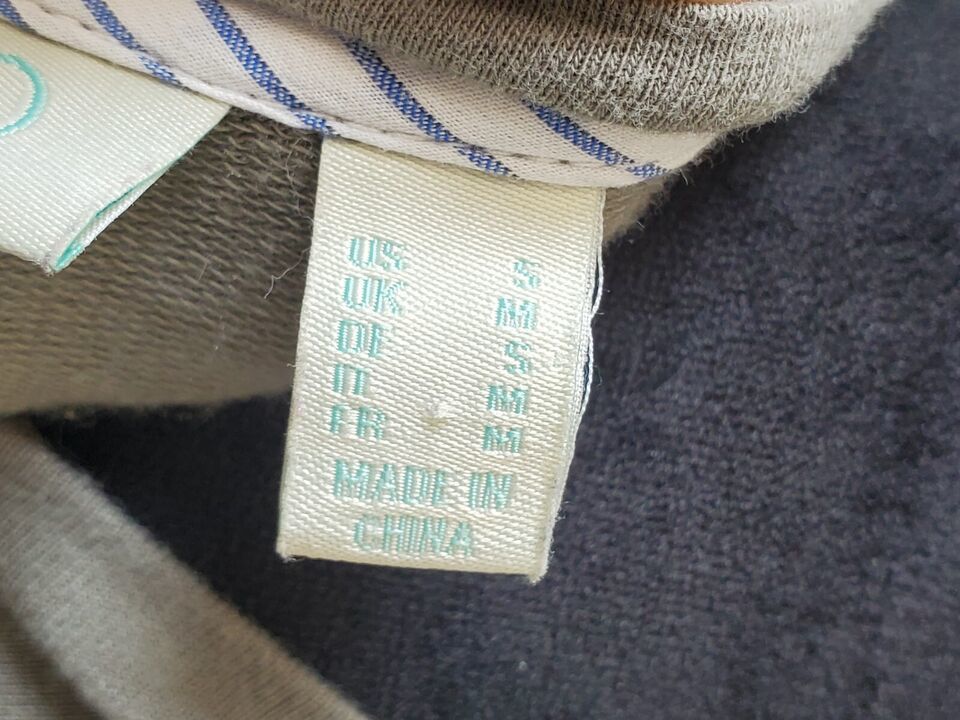 US S
UK M
DE S
IT M
FR M
MADE IN
CHINA